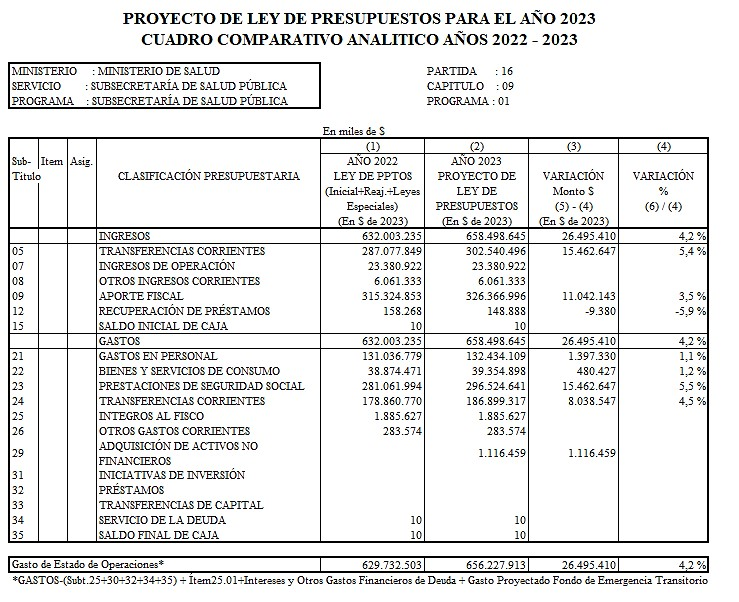 PROYECTO DE LEY DE PRESUPUESTOS PARA EL AÑO 2023
CUADRO COMPARATIVO ANALITICO AÑOS 2022 - 2023
MINISTERIO : MINISTERIO DE SALUD PARTIDA : 16
SERVICIO : SUBSECRETARÍA DE SALUD PÚBLICA CAPITULO : 09
PROGRAMA : SUBSECRETARÍA DE SALUD PÚBLICA PROGRAMA : 01
En miles de $
(1) (2) (3) (4)
Sub- Item Asig. AÑO 2022 AÑO 2023
Título CLASIFICACIÓN PRESUPUESTARIA LEY DE PPTOS PROYECTO DE VARIACIÓN VARIACIÓN
(Inicial+Reaj.+Leyes LEY DE Monto $ %
Especiales) PRESUPUESTOS (5) - (4) (6) / (4)
(En $ de 2023) (En $ de 2023) (En $ de 2023)
INGRESOS 632.003.235 658.498.645 26.495.410 4,2 %
05 TRANSFERENCIAS CORRIENTES 287.077.849 302.540.496 15.462.647 5,4 %
07 INGRESOS DE OPERACIÓN 23.380.922 23.380.922
08 OTROS INGRESOS CORRIENTES 6.061.333 6.061.333
09 APORTE FISCAL 315.324.853 326.366.996 11.042.143 3,5 %
12 RECUPERACIÓN DE PRÉSTAMOS 158.268 148.888 -9.380 -5,9 %
15 SALDO INICIAL DE CAJA 10 10
GASTOS 632.003.235 658.498.645 26.495.410 4,2 %
21 GASTOS EN PERSONAL 131.036.779 132.434.109 1.397.330 1,1 %
22 BIENES Y SERVICIOS DE CONSUMO 38.874.471 39.354.898 480.427 1,2 %
23 PRESTACIONES DE SEGURIDAD SOCIAL 281.061.994 296.524.641 15.462.647 5,5 %
24 TRANSFERENCIAS CORRIENTES 178.860.770 186.899.317 8.038.547 4,5 %
25 INTEGROS AL FISCO 1.885.627 1.885.627
26 OTROS GASTOS CORRIENTES 283.574 283.574
29 ADQUISICIÓN DE ACTIVOS NO FINANCIEROS 1.116.459 1.116.459
31 INICIATIVAS DE INVERSIÓN
32 PRÉSTAMOS
33 TRANSFERENCIAS DE CAPITAL
34 SERVICIO DE LA DEUDA 10 10
35 SALDO FINAL DE CAJA 10 10
Gasto de Estado de Operaciones* 629.732.503 656.227.913 26.495.410 4,2 %
*GASTOS-(Subt.25+30+32+34+35) + Ítem25.01+Intereses y Otros Gastos Financieros de Deuda + Gasto Proyectado Fondo de Emergencia Transitorio